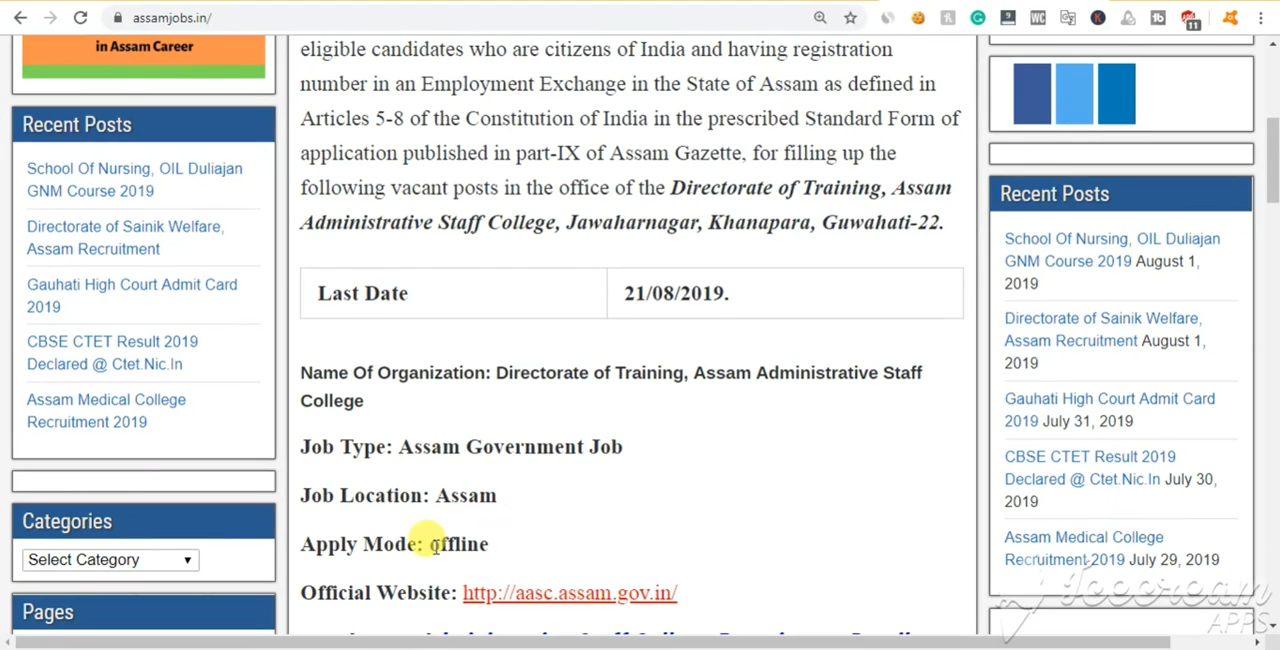 assamjobs.in/
11
in Assam Career
Recent Posts
School Of Nursing, OIL Duliajan
GNM Course 2019
Directorate of Sainik Welfare,
Assam Recruitment
Gauhati High Court Admit Card
2019
CBSE CTET Result 2019
Declared @ Ctet.Nic.In
Assam Medical College
Recruitment 2019
Categories
Select Category
Pages
eligible candidates who are citizens of India and having registration
number in an Employment Exchange in the State of Assam as defined in
Articles 5-8 of the Constitution of India in the prescribed Standard Form of
application published in part-IX of Assam Gazette, for filling up the
following vacant posts in the office of the Directorate of Training, Assam
Administrative Staff College, Jawaharnagar, Khanapara, Guwahati-22.
Last Date 21/08/2019.
Name Of Organization: Directorate of Training, Assam Administrative Staff
College
Job Type: Assam Government Job
Job Location: Assam
Apply Mode: offline
Official Website: http://aasc.assam.gov.in/
Recent Posts
School Of Nursing, OIL Duliajan
GNM Course 2019 August 1,
2019
Directorate of Sainik Welfare,
Assam Recruitment August 1,
2019
Gauhati High Court Admit Card
2019 July 31, 2019
CBSE CTET Result 2019
Declared @ Ctet.Nic.In July 30,
2019
Assam Medical College
Recruitment 2019 July 29, 2019
Icecream
APPS